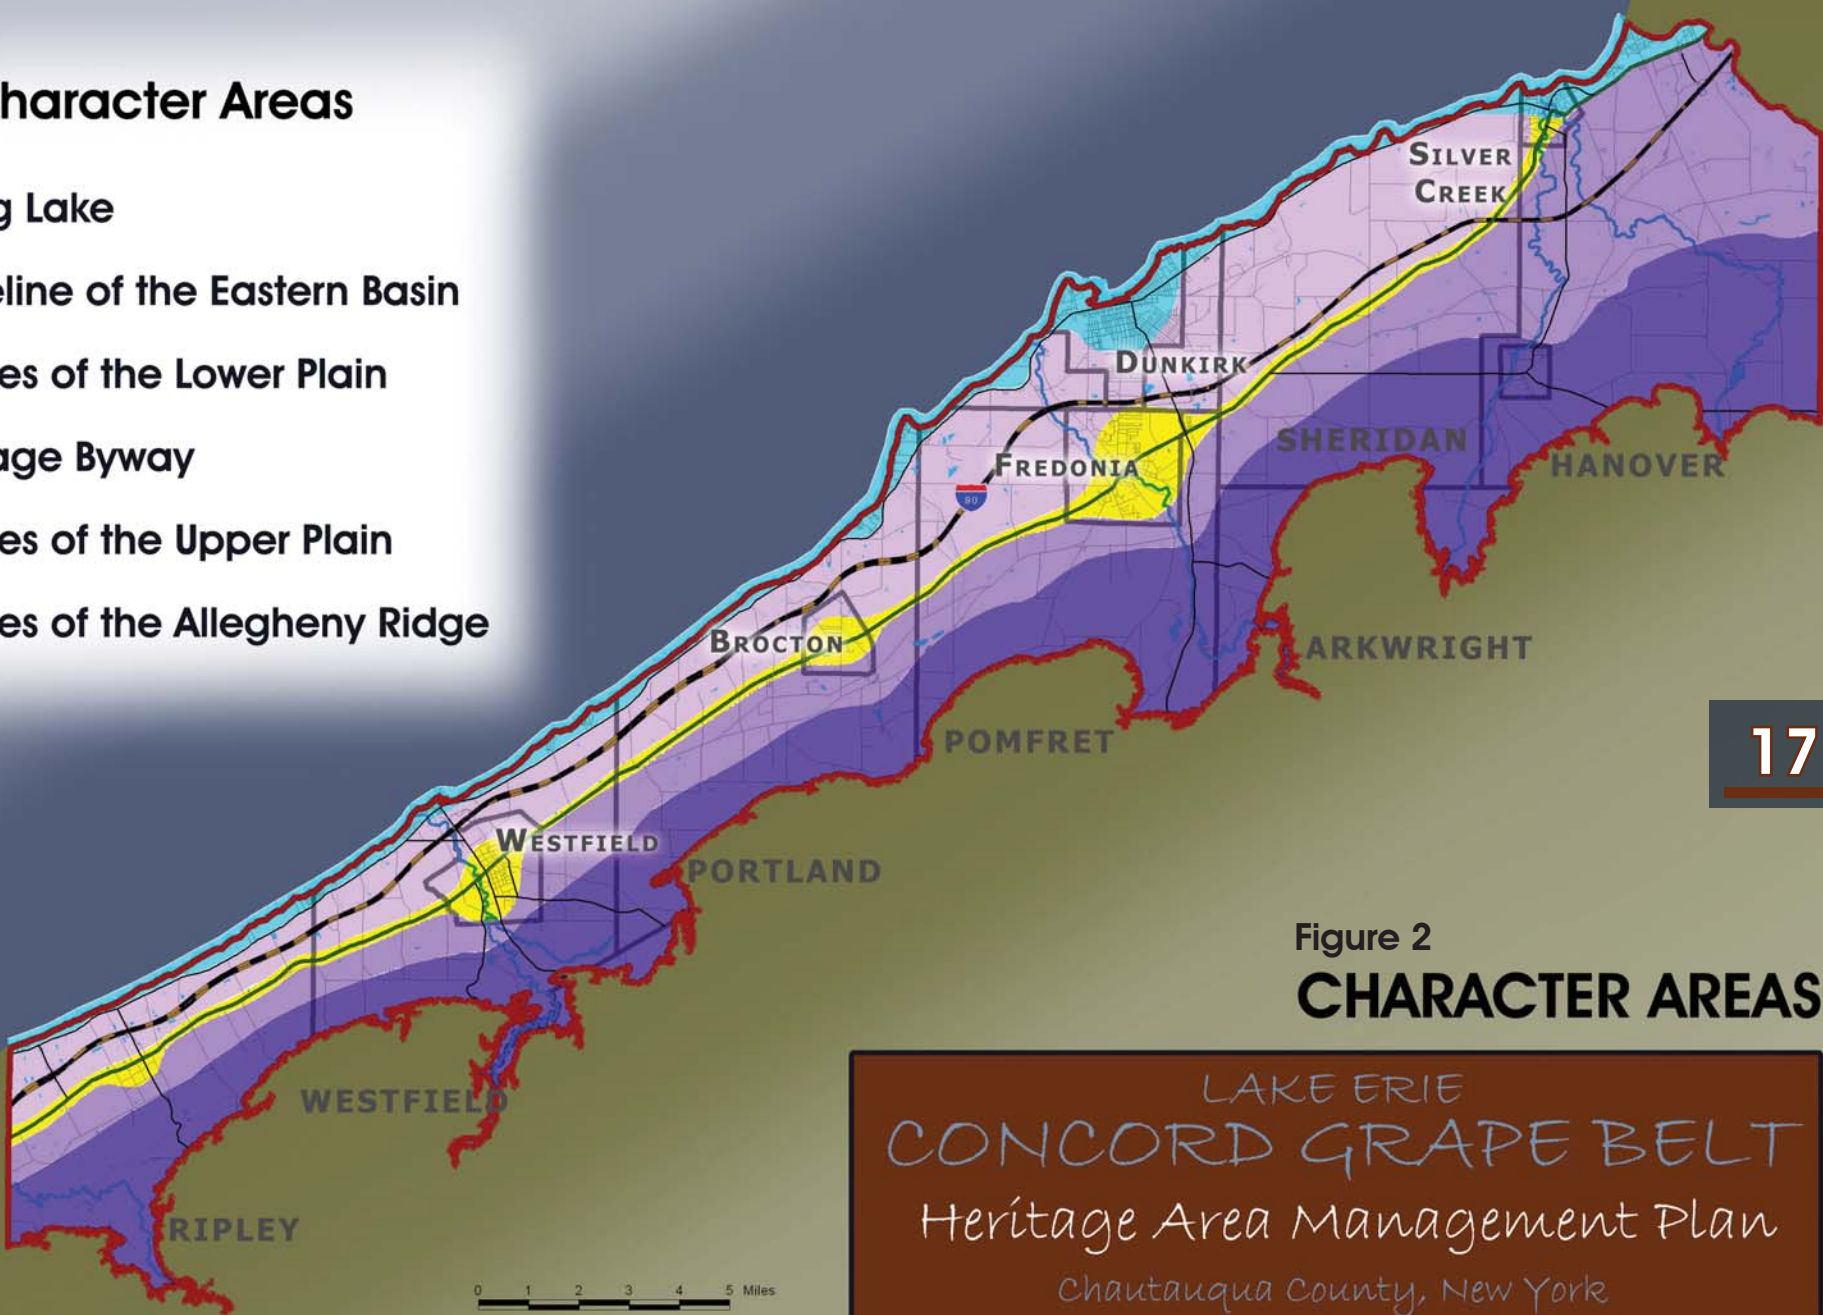 haracter Areas
g Lake
eline of the Eastern Basin
es of the Lower Plain
age Byway
es of the Upper Plain
es of the Allegheny Ridge
SILVER
CREEK
DUNKIRK
SHERIDAN
HANOVER
FREDONIA
90
BROCTON
ARKWRIGHT
POMFRET
17
WESTFIELD
PORTLAND
Figure 2
CHARACTER AREAS
WESTFIELD
RIPLEY
0 1 2 3 4 5 Miles
LAKE ERIE
CONCORD GRAPE BELT
Heritage Area Management Plan
Chautauqua County, New York